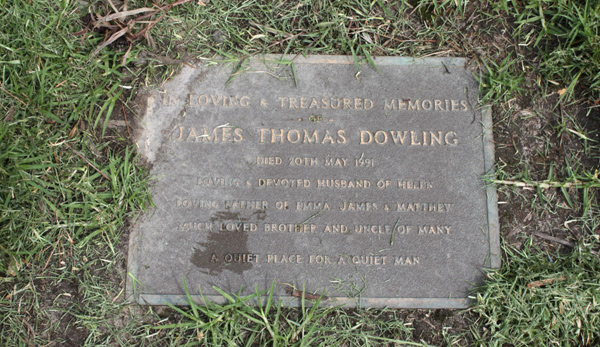 IN LOVING & TREASURED MEMORIES
OF
JAMES THOMAS DOWLING
DIED 20TH MAY 1991
LOVING & DEVOTED HUSBAND OF HELEN
LOVING FATHER OF EMMA, JAMES & MATTHEW
MUCH LOVED BROTHER AND UNCLE OF MANY
A QUIET PLACE FOR A QUIET MAN